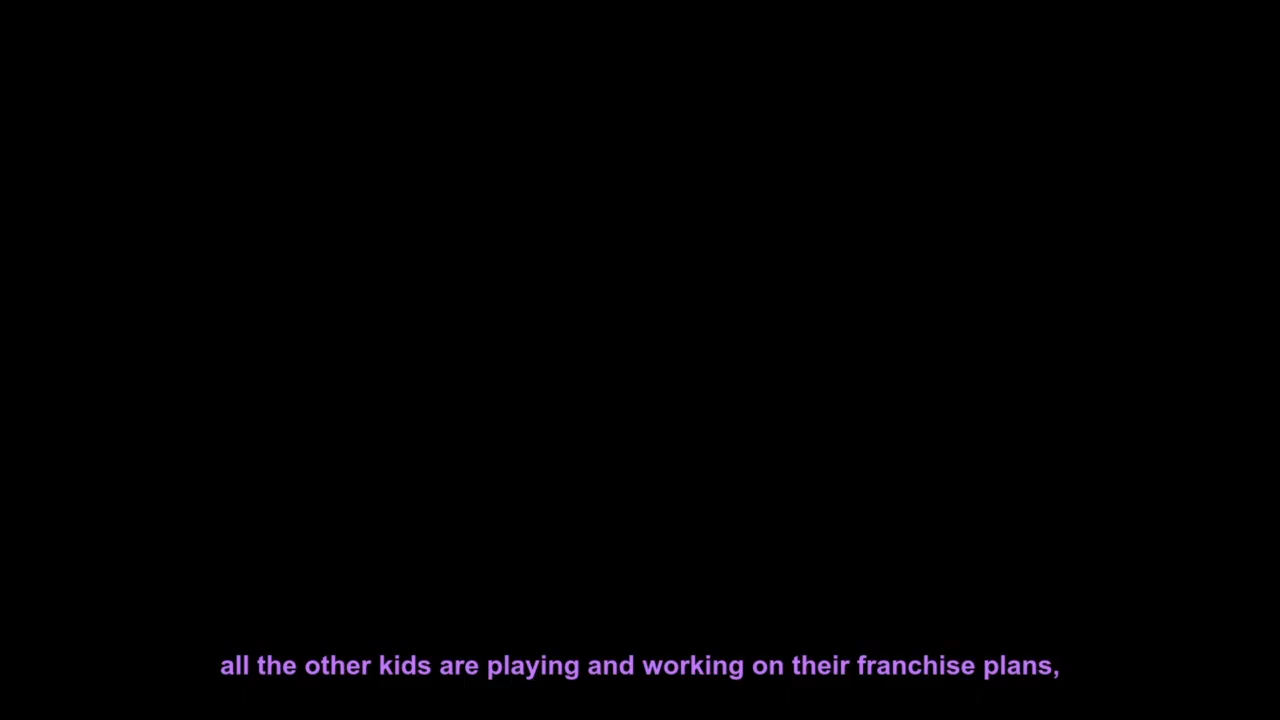 all the other kids are playing and working on their franchise plans,